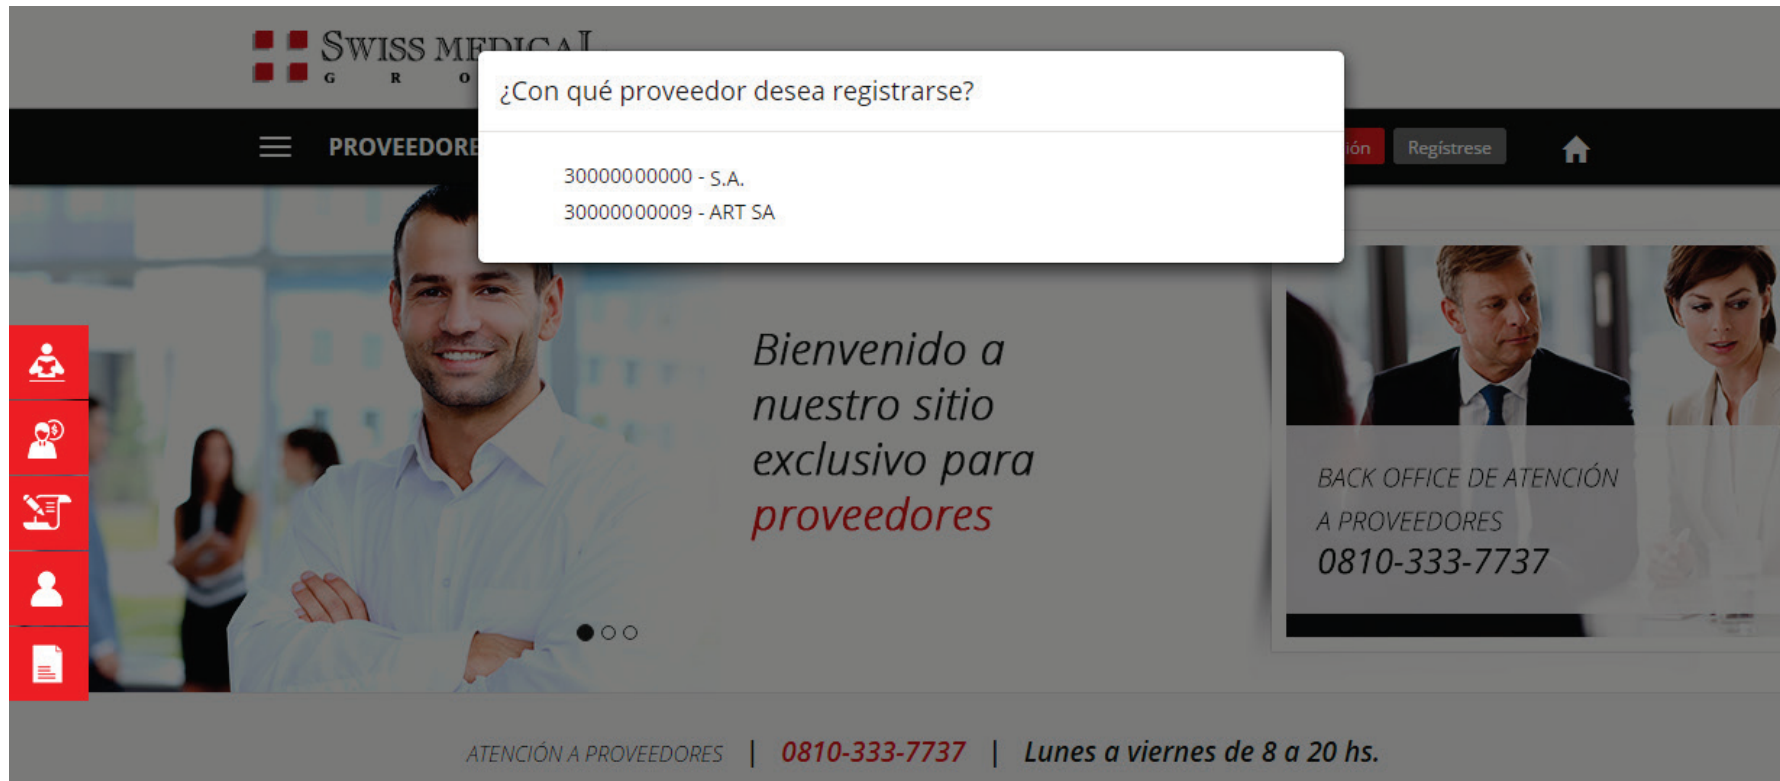 SWISS MEDICAL
G R O
¿Con qué proveedor desea registrarse?
PROVEEDORE
ión
Regístrese
30000000000 - S.A.
30000000009 - ART SA
Bienvenido a
nuestro sitio
exclusivo para
proveedores
BACK OFFICE DE ATENCIÓN
A PROVEEDORES
0810-333-7737
ATENCIÓN A PROVEEDORES | 0810-333-7737 | Lunes a viernes de 8 a 20 hs.